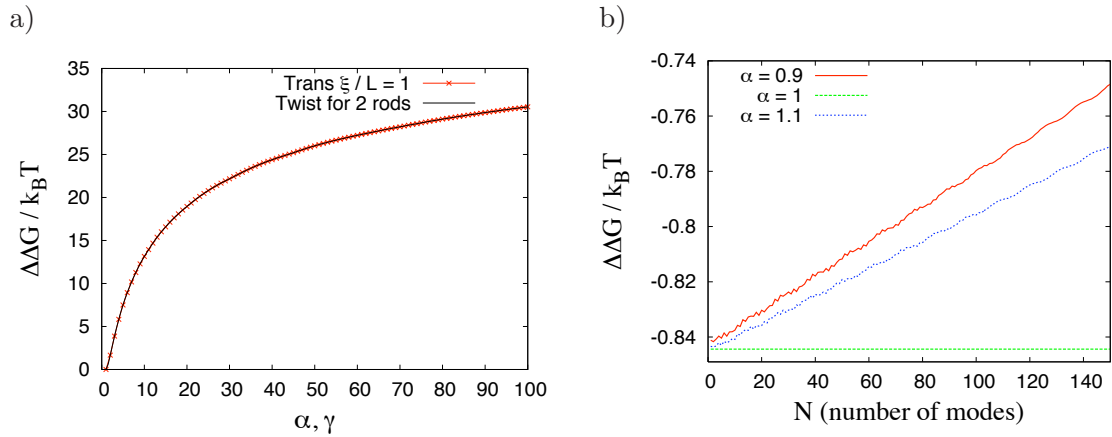 a)
35
30
25
20
15
10
5
0
ΔΔG / k_BT
Trans ξ / L = 1
Twist for 2 rods
0 10 20 30 40 50 60 70 80 90 100
α, γ
b)
-0.74
-0.76
-0.78
-0.8
-0.82
-0.84
ΔΔG / k_BT
α = 0.9
α = 1
α = 1.1
0 20 40 60 80 100 120 140
N (number of modes)